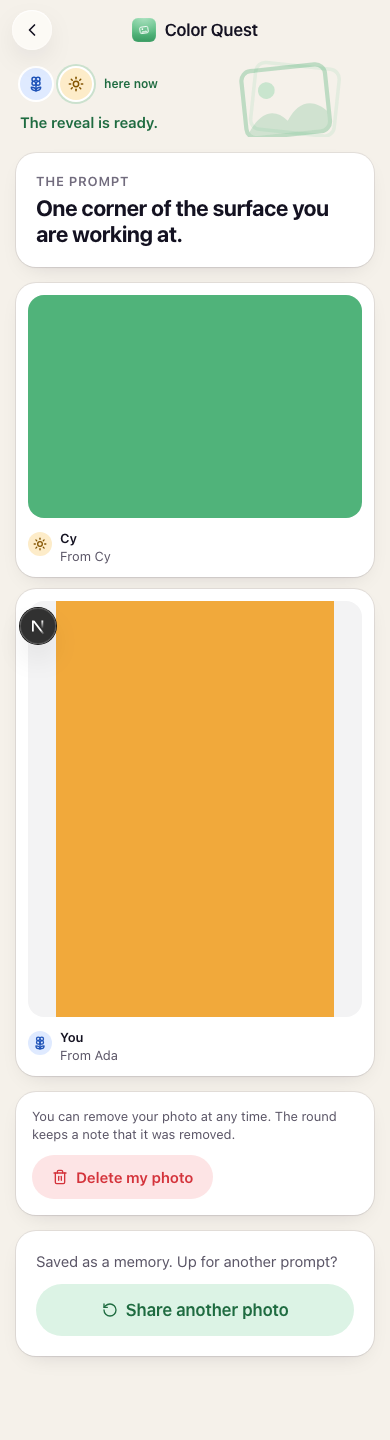 Color Quest
here now
The reveal is ready.
THE PROMPT
One corner of the surface you
are working at.
Cy
From Cy
N
You
From Ada
You can remove your photo at any time. The round
keeps a note that it was removed.
Delete my photo
Saved as a memory. Up for another prompt?
Share another photo